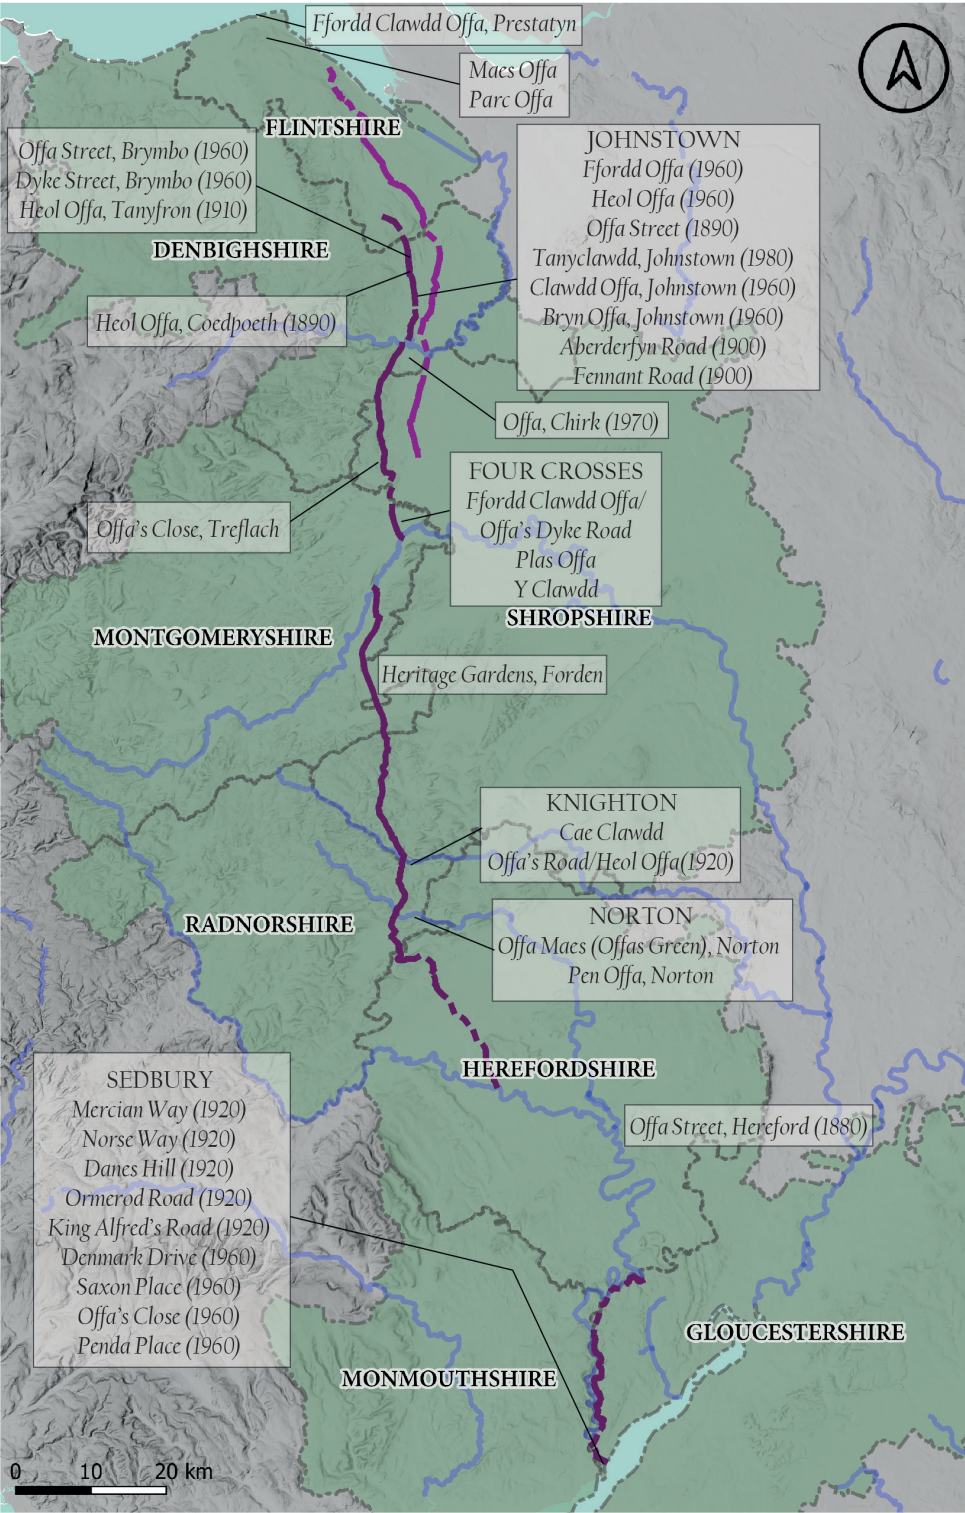 Ffordd Clawdd Offa, Prestatyn
Maes Offa
Parc Offa
FLINTSHIRE
Offa Street, Brymbo (1960)
Dyke Street, Brymbo (1960)
Heol Offa, Tanyfron (1910)
JOHNSTOWN
Ffordd Offa (1960)
Heol Offa (1960)
Offa Street (1890)
Tanyclawdd, Johnstown (1980)
Clawdd Offa, Johnstown (1960)
Bryn Offa, Johnstown (1960)
Aberderfyn Road (1900)
Fennant Road (1900)
DENBIGHSHIRE
Heol Offa, Coedpoeth (1890)
Offa, Chirk (1970)
FOUR CROSSES
Ffordd Clawdd Offa/
Offa's Dyke Road
Plas Offa
Y Clawdd
Offa's Close, Treflach
SHROPSHIRE
MONTGOMERYSHIRE
Heritage Gardens, Forden
KNIGHTON
Cae Clawdd
Offa's Road/Heol Offa(1920)
NORTON
Offa Maes (Offas Green), Norton
Pen Offa, Norton
RADNORSHIRE
HEREFORDSHIRE
SEDBURY
Mercian Way (1920)
Norse Way (1920)
Danes Hill (1920)
Ormerod Road (1920)
King Alfred's Road (1920)
Denmark Drive (1960)
Saxon Place (1960)
Offa's Close (1960)
Penda Place (1960)
Offa Street, Hereford (1880)
GLOUCESTERSHIRE
MONMOUTHSHIRE
0 10 20 km